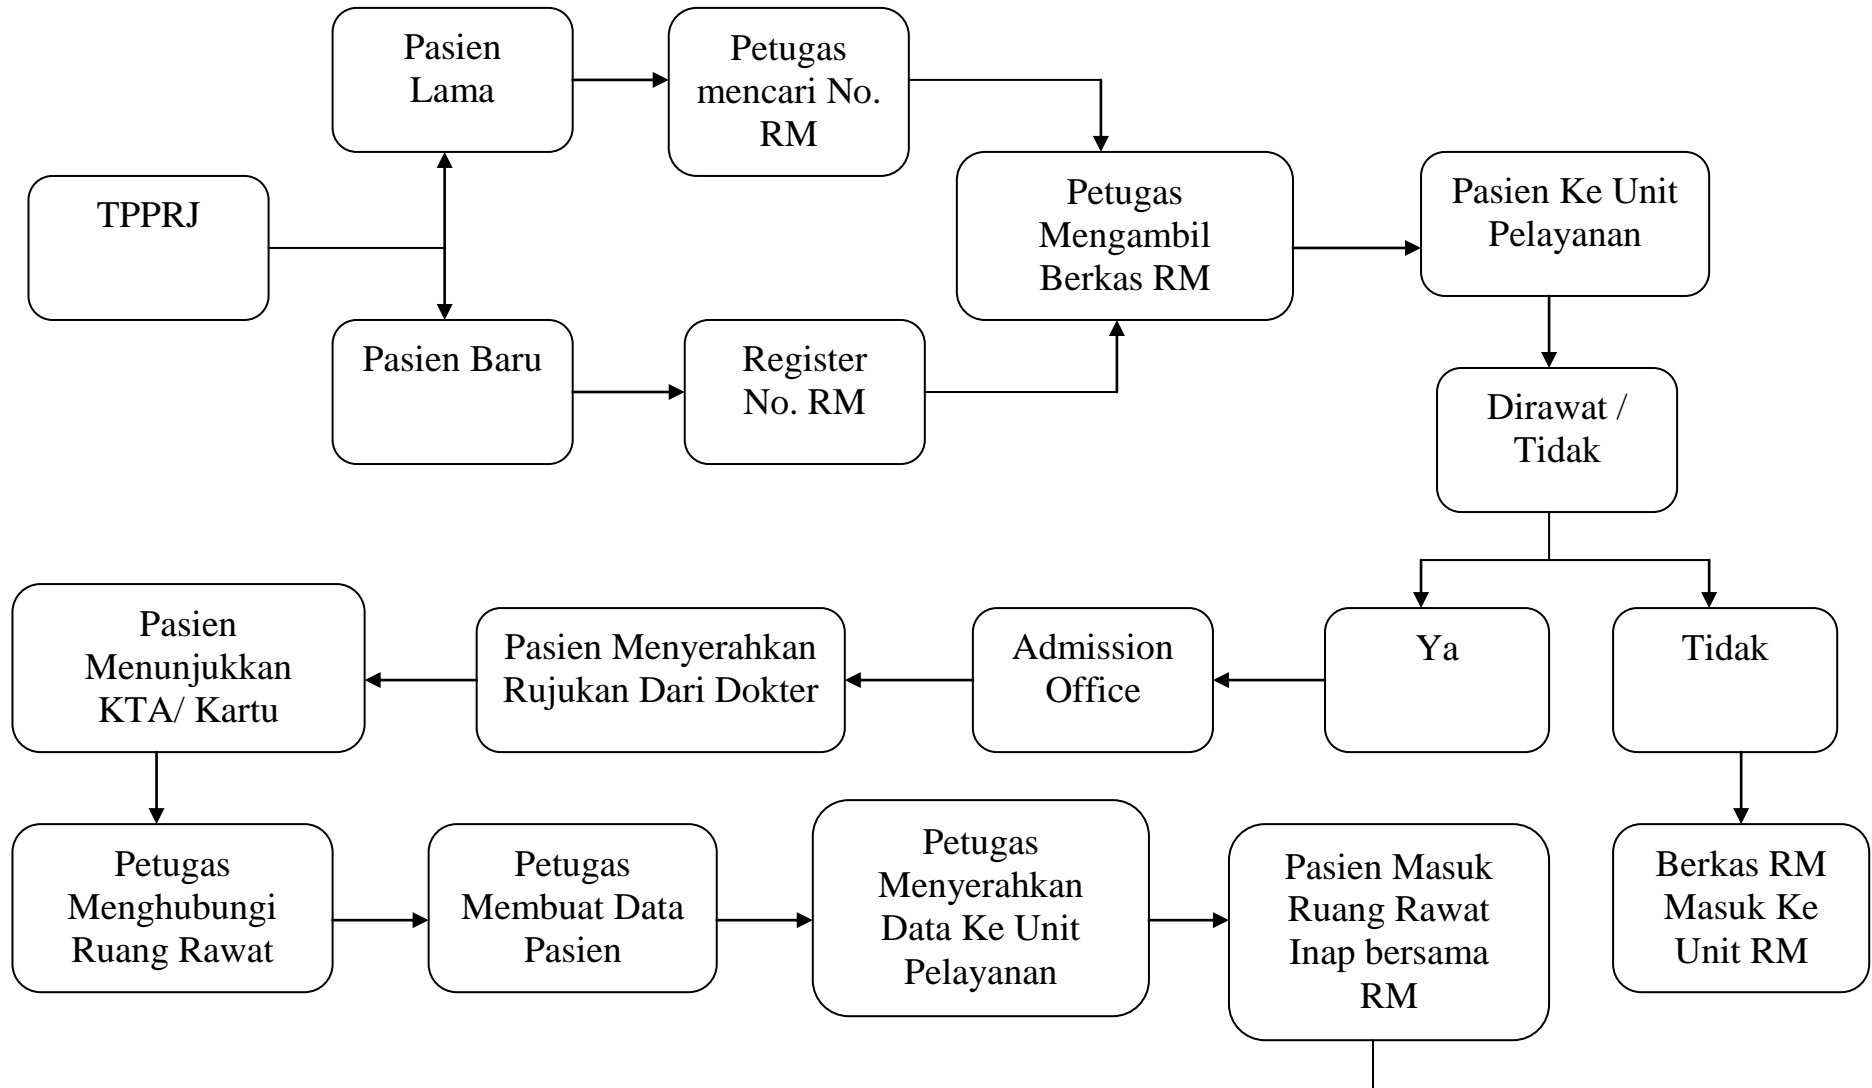 Pasien
Lama
Petugas
mencari No.
RM
TPPRJ
Petugas
Mengambil
Berkas RM
Pasien Ke Unit
Pelayanan
Pasien Baru
Register
No. RM
Dirawat /
Tidak
Pasien
Menunjukkan
KTA/ Kartu
Pasien Menyerahkan
Rujukan Dari Dokter
Admission
Office
Ya
Tidak
Petugas
Menghubungi
Ruang Rawat
Petugas
Membuat Data
Pasien
Petugas
Menyerahkan
Data Ke Unit
Pelayanan
Pasien Masuk
Ruang Rawat
Inap bersama
RM
Berkas RM
Masuk Ke
Unit RM